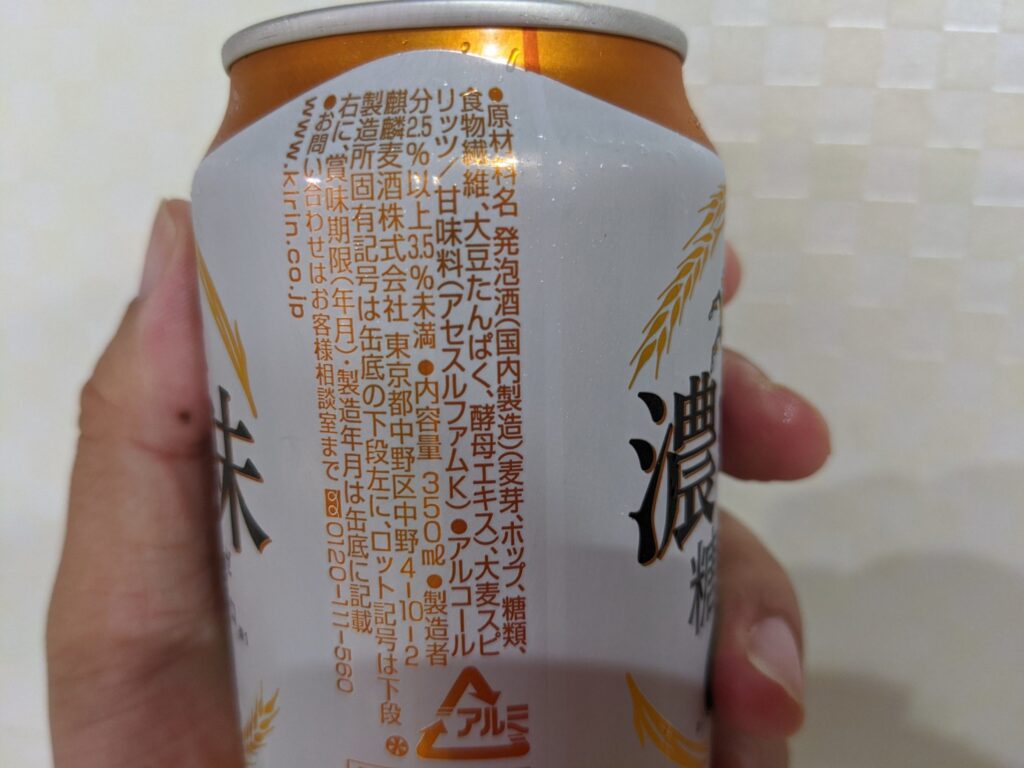 ●原材料名 発泡酒(国内製造)(麦芽、ホップ、糖類、
食物繊維、大豆たんぱく、酵母エキス)、大麦スピ
リッツ／甘味料(アセスルファムK) ●アルコール
分2.5%以上3.5%未満 ●内容量 350㎖ ●製造者
麒麟麦酒株式会社 東京都中野区中野4-10-2
製造所固有記号は缶底の下段左に、ロット記号は下段
右に、賞味期限(年月)・製造年月は缶底に記載
●お問い合わせはお客様相談室まで 0120-111-560
www.kirin.co.jp
アルミ
濃
糖
味